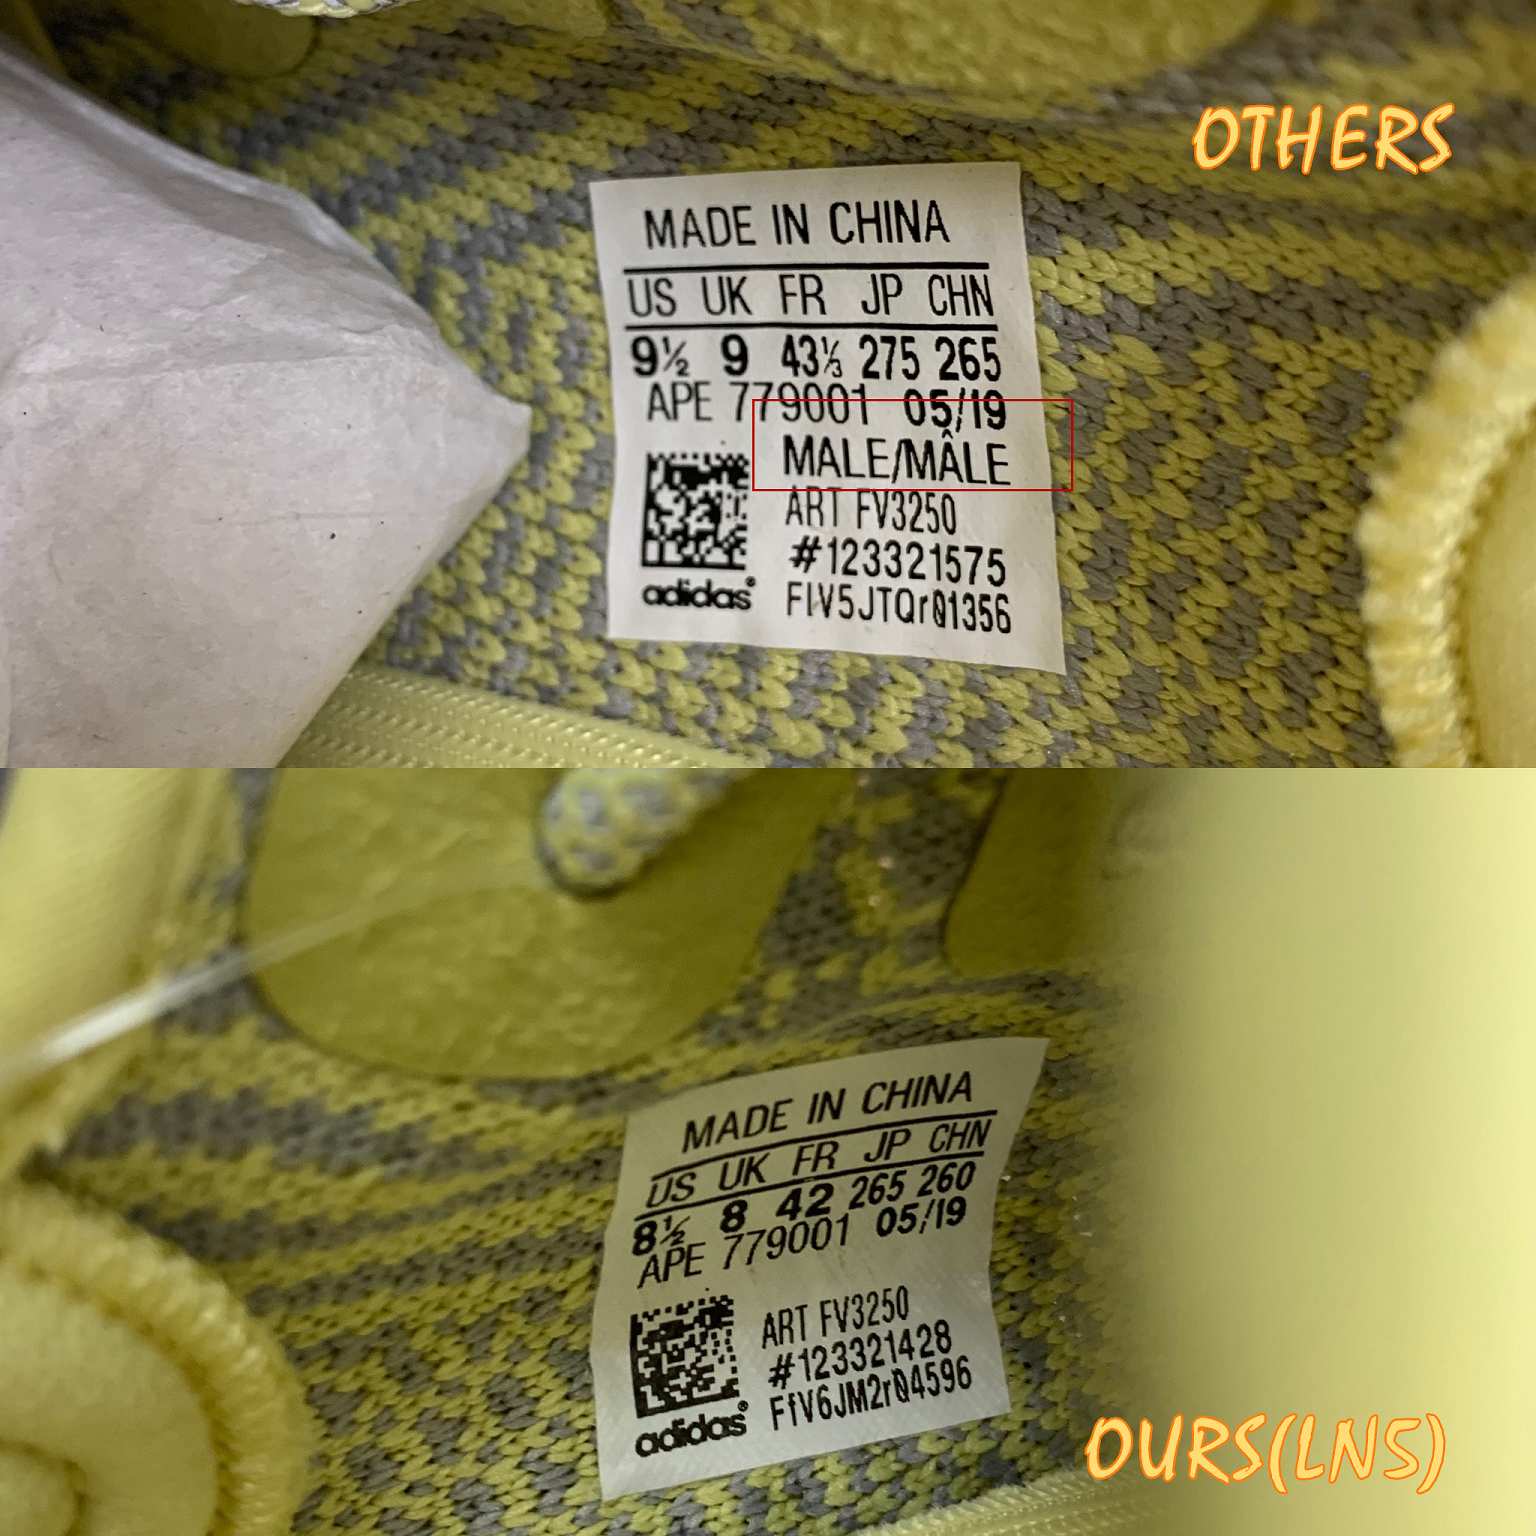 OTHERS
MADE IN CHINA
US UK FR JP CHN
9½ 9 43⅓ 275 265
APE 779001 05/19
MALE/MÂLE
ART FV3250
#123321575
FIV5JTQr01356
adidas®
MADE IN CHINA
US UK FR JP CHN
8½ 8 42 265 260
APE 779001 05/19
ART FV3250
#123321428
FfV6JM2r04596
adidas®
OURS(LN5)